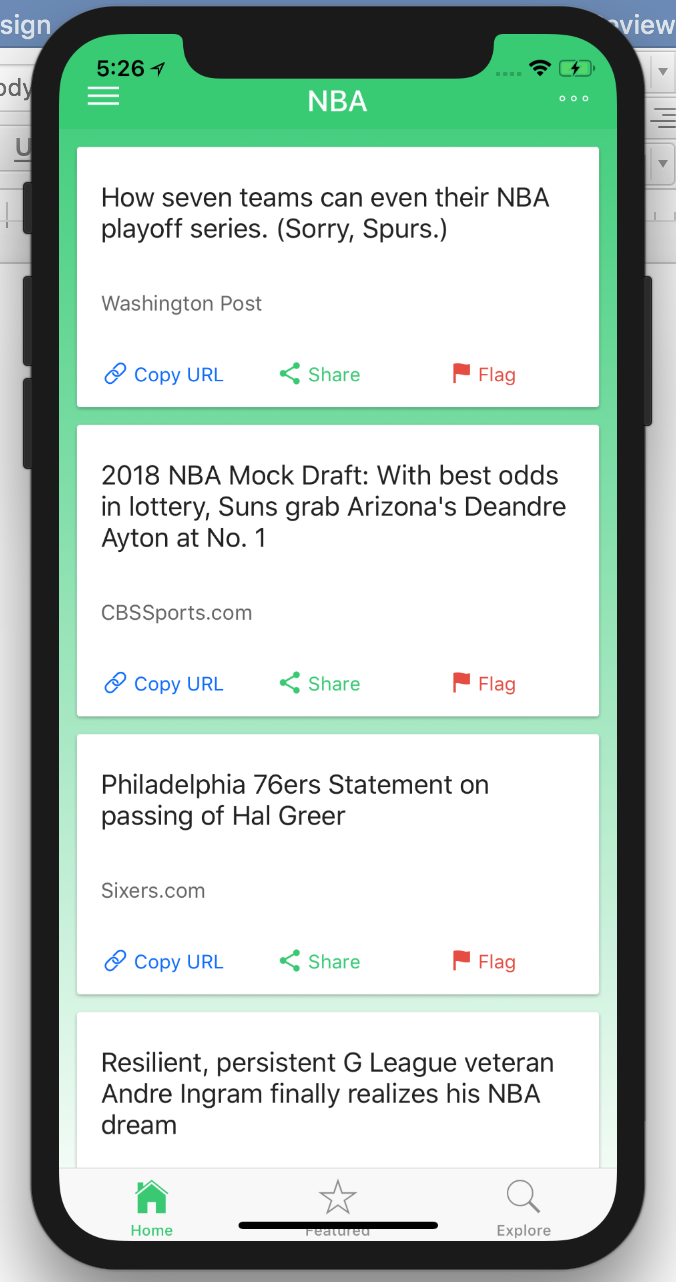 sign
view
ody
U
5:26
NBA
How seven teams can even their NBA
playoff series. (Sorry, Spurs.)
Washington Post
Copy URL Share Flag
2018 NBA Mock Draft: With best odds
in lottery, Suns grab Arizona's Deandre
Ayton at No. 1
CBSSports.com
Copy URL Share Flag
Philadelphia 76ers Statement on
passing of Hal Greer
Sixers.com
Copy URL Share Flag
Resilient, persistent G League veteran
Andre Ingram finally realizes his NBA
dream
Home Featured Explore